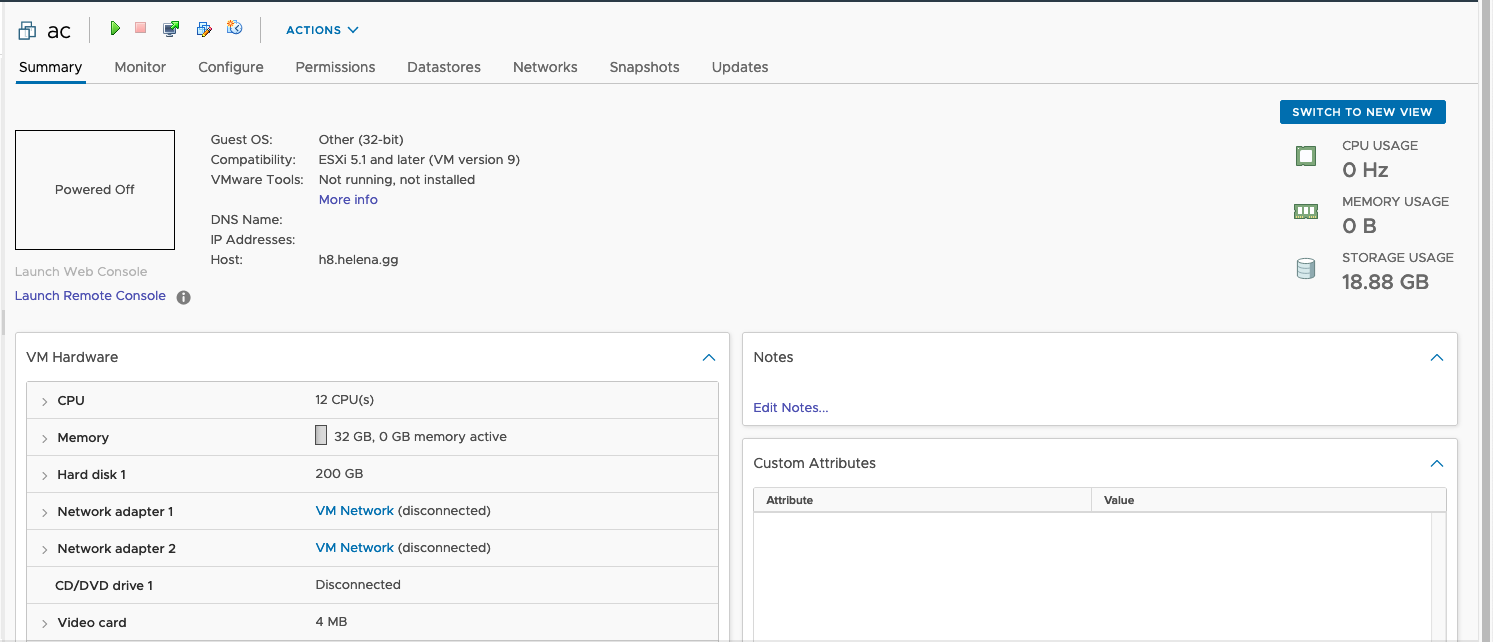 ac
ACTIONS
Summary Monitor Configure Permissions Datastores Networks Snapshots Updates
SWITCH TO NEW VIEW
Powered Off
Launch Web Console
Launch Remote Console
Guest OS: Other (32-bit)
Compatibility: ESXi 5.1 and later (VM version 9)
VMware Tools: Not running, not installed
More info
DNS Name:
IP Addresses:
Host: h8.helena.gg
CPU USAGE
0 Hz
MEMORY USAGE
0 B
STORAGE USAGE
18.88 GB
VM Hardware
CPU 12 CPU(s)
Memory 32 GB, 0 GB memory active
Hard disk 1 200 GB
Network adapter 1 VM Network (disconnected)
Network adapter 2 VM Network (disconnected)
CD/DVD drive 1 Disconnected
Video card 4 MB
Notes
Edit Notes...
Custom Attributes
Attribute Value